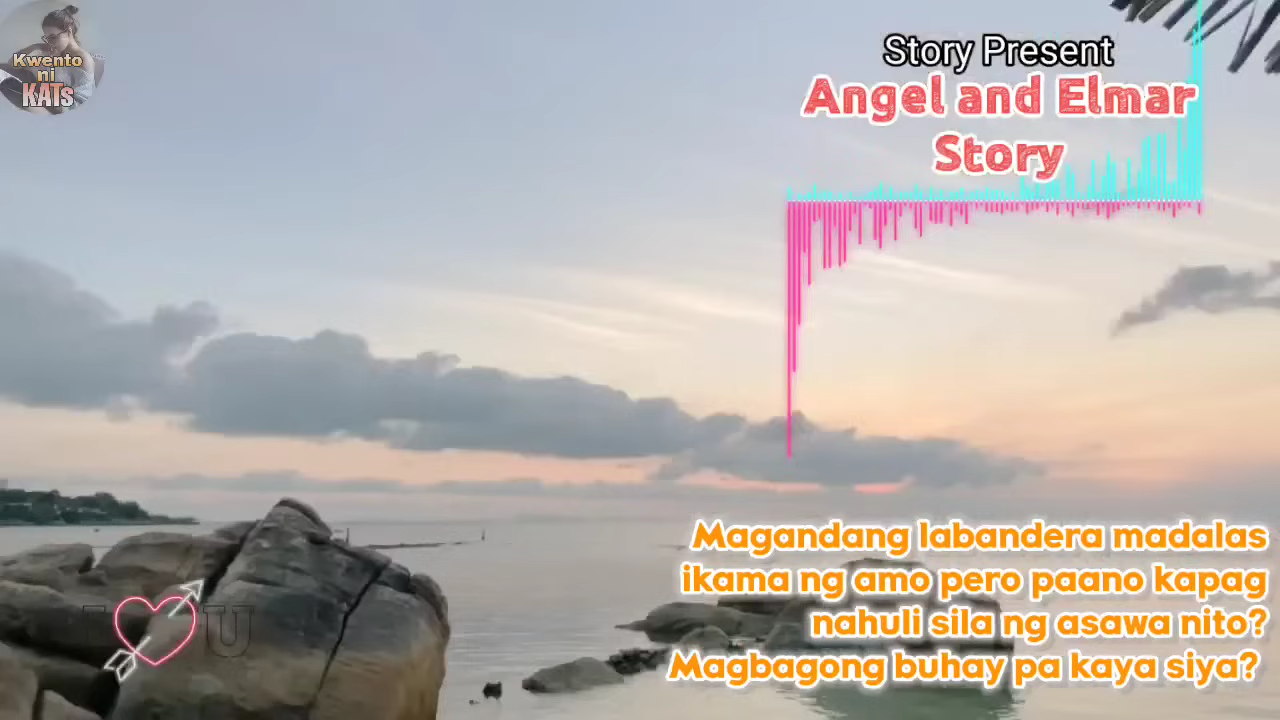 Kwento
ni
KATs
Story Present
Angel and Elmar
Story
I U
Magandang labandera madalas
ikama ng amo pero paano kapag
nahuli sila ng asawa nito?
Magbagong buhay pa kaya siya?